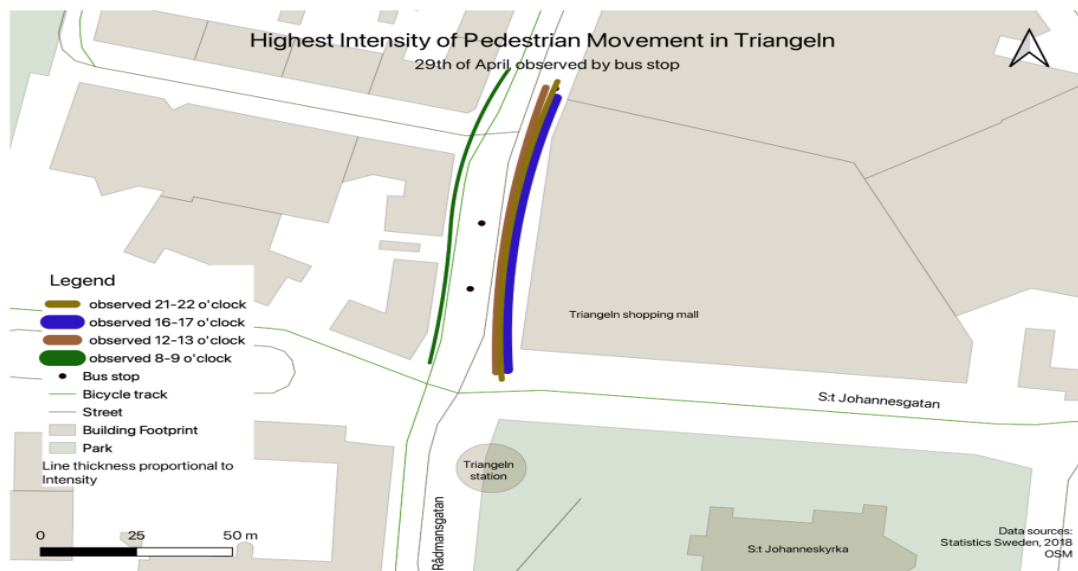 Highest Intensity of Pedestrian Movement in Triangeln
29th of April observed by bus stop
Legend
observed 21-22 o'clock
observed 16-17 o'clock
observed 12-13 o'clock
observed 8-9 o'clock
Bus stop
Bicycle track
Street
Building Footprint
Park
Line thickness proportional to
Intensity
0 25 50 m
Triangeln shopping mall
S:t Johannesgatan
Triangeln
station
Rådmansgatan
S:t Johanneskyrka
Data sources:
Statistics Sweden, 2018
OSM